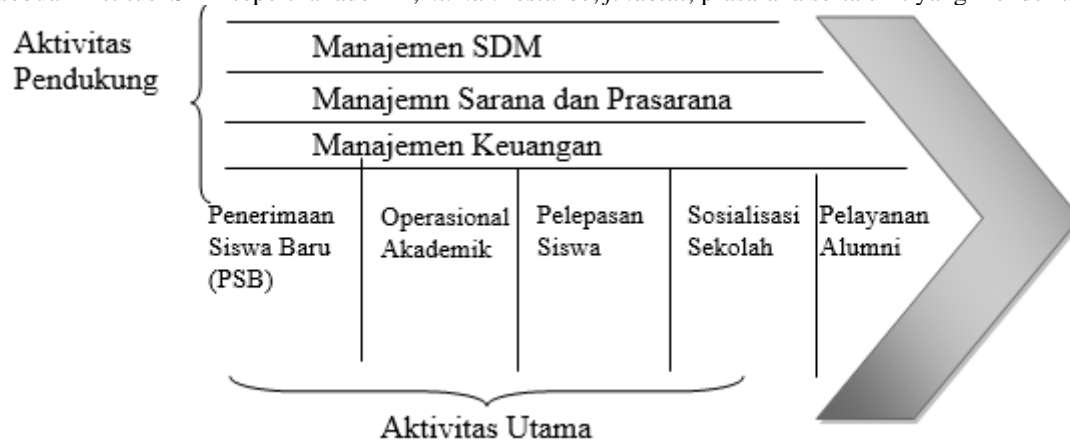 Aktivitas
Pendukung
Manajemen SDM
Manajemn Sarana dan Prasarana
Manajemen Keuangan
Penerimaan
Siswa Baru
(PSB)
Operasional
Akademik
Pelepasan
Siswa
Sosialisasi
Sekolah
Pelayanan
Alumni
Aktivitas Utama